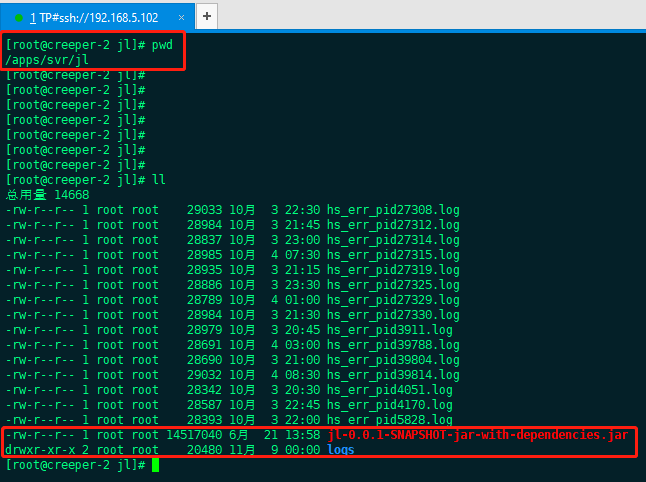 1 TP#ssh://192.168.5.102 × +
[root@creeper-2 jl]# pwd
/apps/svr/jl
[root@creeper-2 jl]#
[root@creeper-2 jl]#
[root@creeper-2 jl]#
[root@creeper-2 jl]#
[root@creeper-2 jl]#
[root@creeper-2 jl]#
[root@creeper-2 jl]#
[root@creeper-2 jl]# ll
总用量 14668
-rw-r--r-- 1 root root    29033 10月  3 22:30 hs_err_pid27308.log
-rw-r--r-- 1 root root    28984 10月  3 21:45 hs_err_pid27312.log
-rw-r--r-- 1 root root    28837 10月  3 23:00 hs_err_pid27314.log
-rw-r--r-- 1 root root    28985 10月  4 07:30 hs_err_pid27315.log
-rw-r--r-- 1 root root    28935 10月  3 21:15 hs_err_pid27319.log
-rw-r--r-- 1 root root    28886 10月  3 23:30 hs_err_pid27325.log
-rw-r--r-- 1 root root    28789 10月  4 01:00 hs_err_pid27329.log
-rw-r--r-- 1 root root    28984 10月  3 21:30 hs_err_pid27330.log
-rw-r--r-- 1 root root    28979 10月  3 20:45 hs_err_pid3911.log
-rw-r--r-- 1 root root    28691 10月  4 03:00 hs_err_pid39788.log
-rw-r--r-- 1 root root    28690 10月  3 21:00 hs_err_pid39804.log
-rw-r--r-- 1 root root    29032 10月  4 08:30 hs_err_pid39814.log
-rw-r--r-- 1 root root    28342 10月  3 20:30 hs_err_pid4051.log
-rw-r--r-- 1 root root    28587 10月  3 22:45 hs_err_pid4170.log
-rw-r--r-- 1 root root    28393 10月  3 22:00 hs_err_pid5828.log
-rw-r--r-- 1 root root 14517040 6月  21 13:58 jl-0.0.1-SNAPSHOT-jar-with-dependencies.jar
drwxr-xr-x 2 root root    20480 11月  9 00:00 logs
[root@creeper-2 jl]#